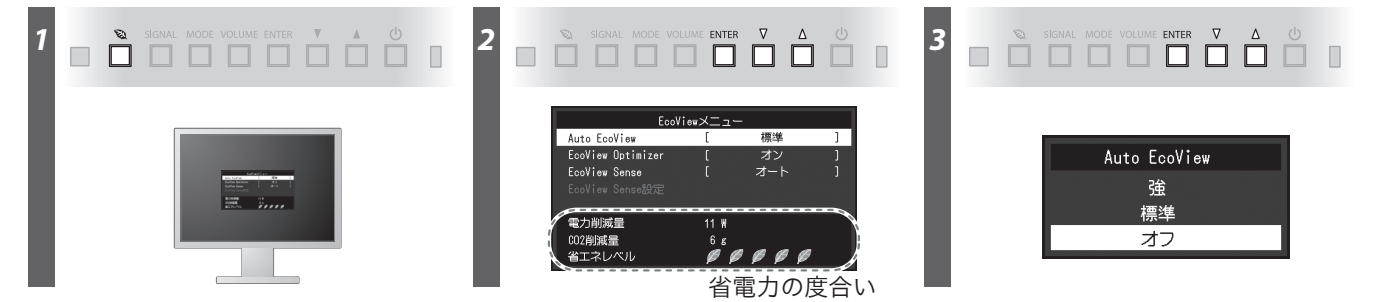 1
SIGNAL MODE VOLUME ENTER
2
SIGNAL MODE VOLUME ENTER
EcoViewメニュー
Auto EcoView [ 標準 ]
EcoView Optimizer [ オン ]
EcoView Sense [ オート ]
EcoView Sense設定
電力削減量 11 W
CO2削減量 6 g
省エネレベル
省電力の度合い
3
SIGNAL MODE VOLUME ENTER
Auto EcoView
強
標準
オフ